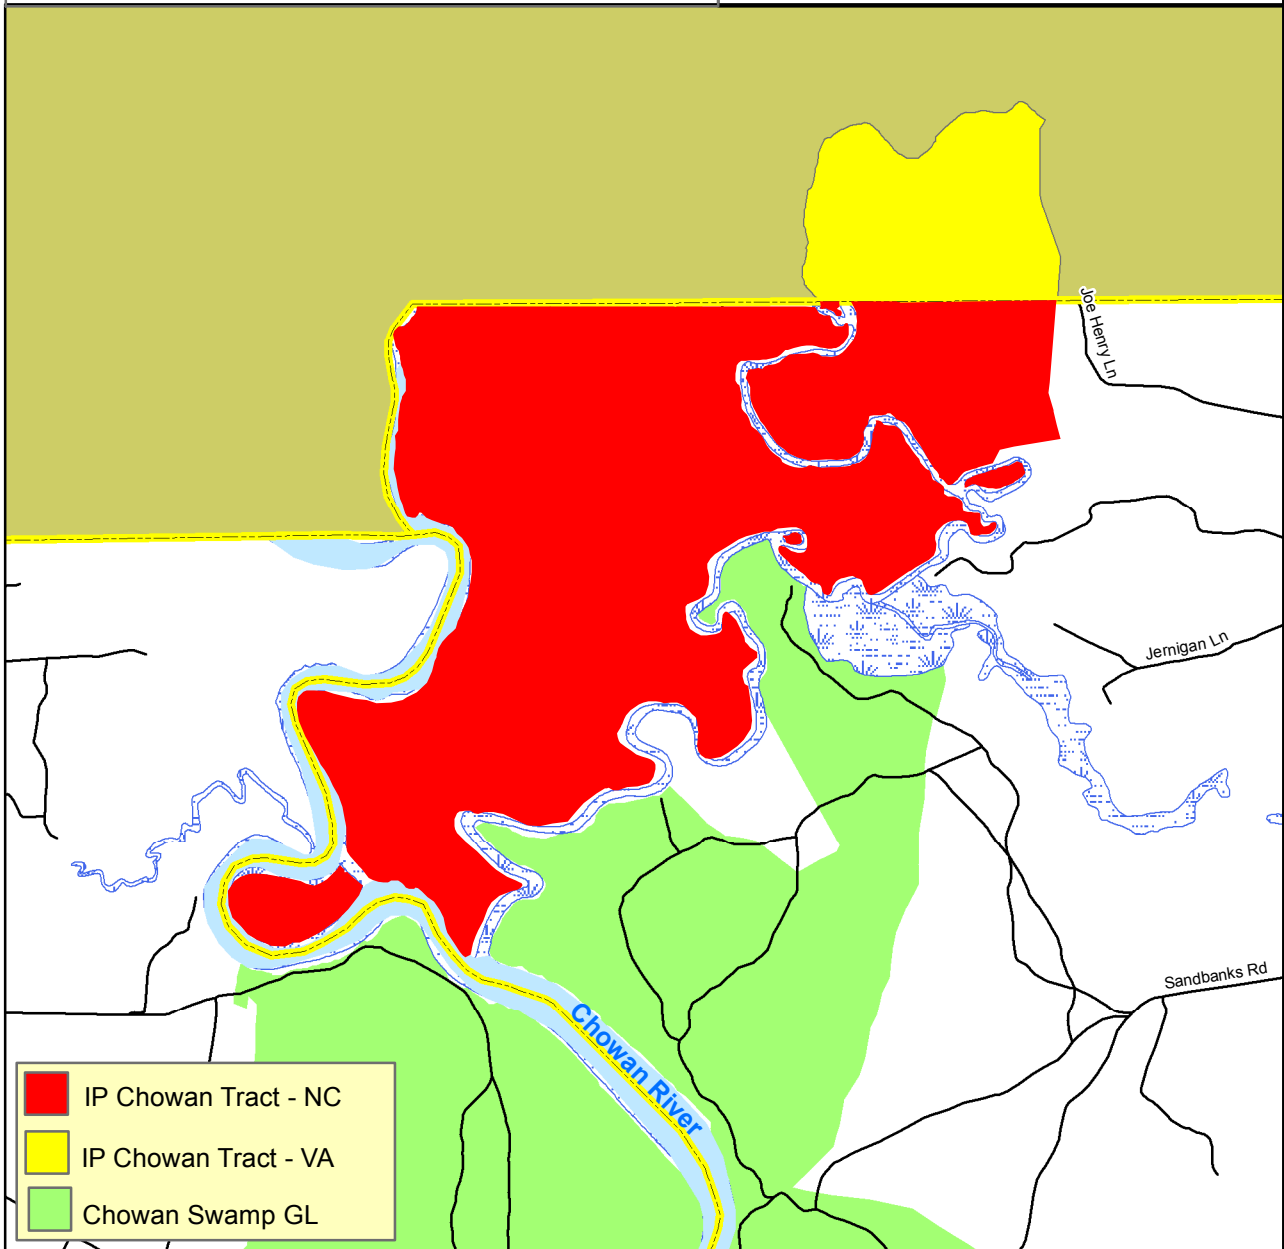 Joe Henry Ln
Jernigan Ln
Sandbanks Rd
Chowan River
IP Chowan Tract - NC
IP Chowan Tract - VA
Chowan Swamp GL